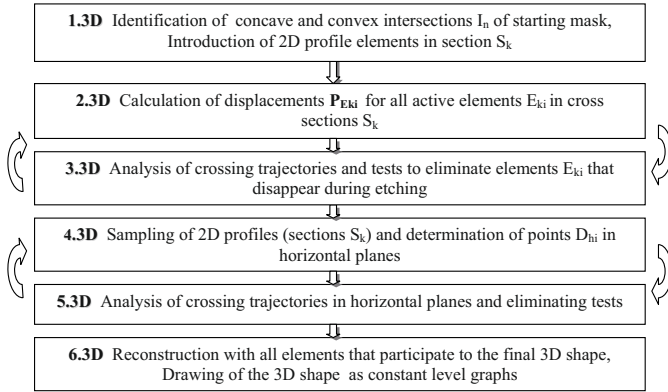 1.3D Identification of concave and convex intersections In of starting mask,
Introduction of 2D profile elements in section Sk
2.3D Calculation of displacements PEki for all active elements Eki in cross
sections Sk
3.3D Analysis of crossing trajectories and tests to eliminate elements Eki that
disappear during etching
4.3D Sampling of 2D profiles (sections Sk) and determination of points Dhi in
horizontal planes
5.3D Analysis of crossing trajectories in horizontal planes and eliminating tests
6.3D Reconstruction with all elements that participate to the final 3D shape,
Drawing of the 3D shape as constant level graphs